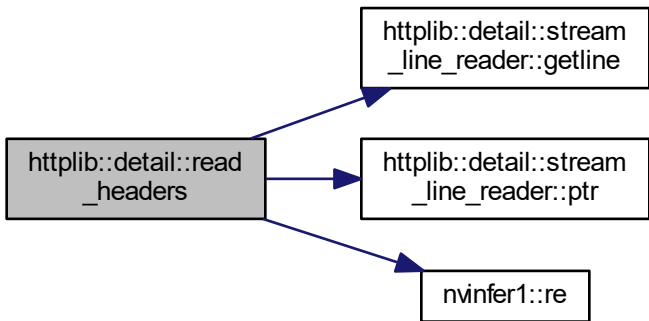 httplib::detail::stream
_line_reader::getline
httplib::detail::read
_headers
httplib::detail::stream
_line_reader::ptr
nvinfer1::re